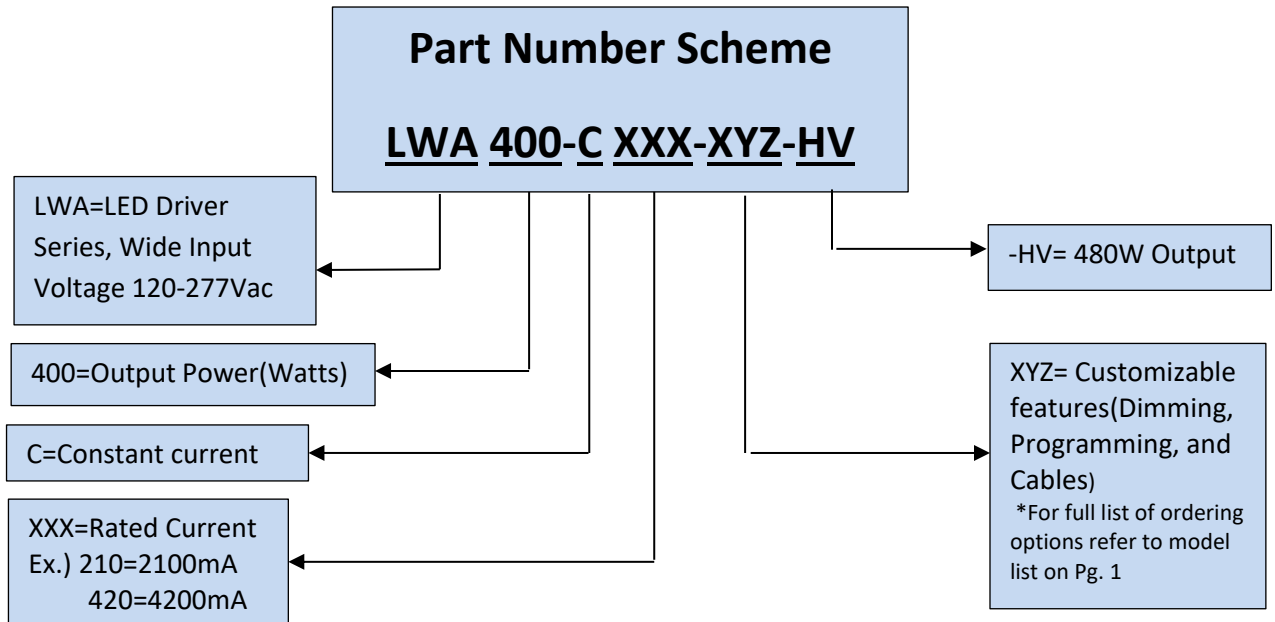 Part Number Scheme
LWA 400-C XXX-XYZ-HV
LWA=LED Driver
Series, Wide Input
Voltage 120-277Vac
-HV= 480W Output
400=Output Power(Watts)
XYZ= Customizable
features(Dimming,
Programming, and
Cables)
*For full list of ordering
options refer to model
list on Pg. 1
C=Constant current
XXX=Rated Current
Ex.) 210=2100mA
420=4200mA